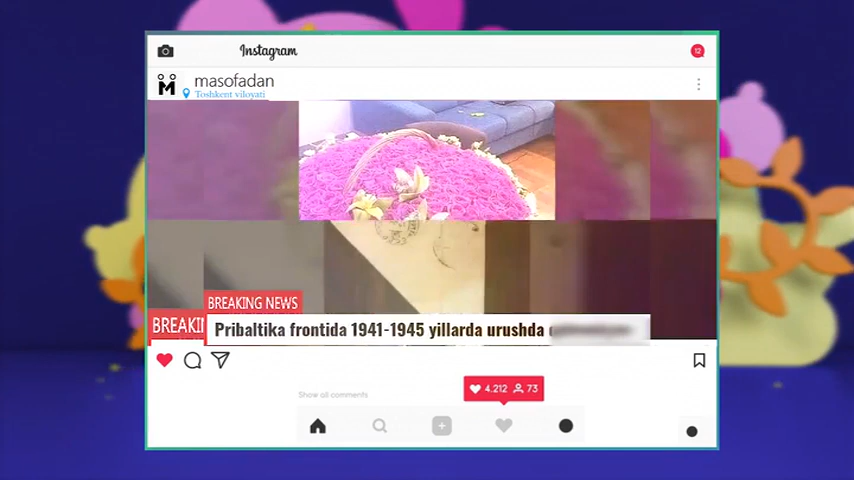 Instagram
12
masofadan
Toshkent viloyati
BREAKING NEWS
BREAKI
Pribaltika frontida 1941-1945 yillarda urushda
4.212 73
Show all comments